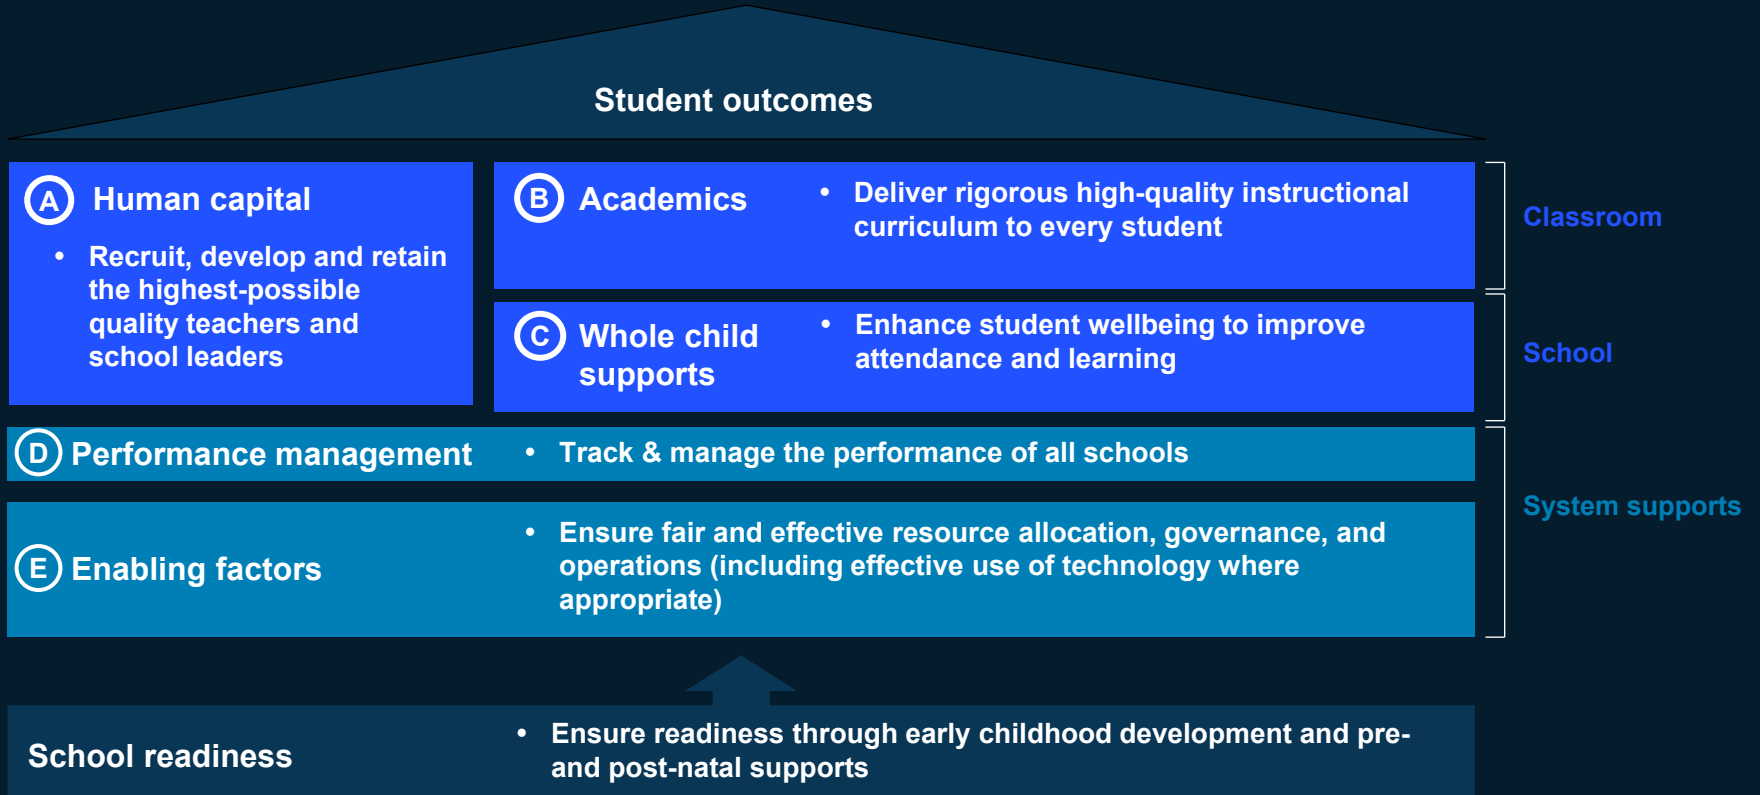 Student outcomes
A Human capital
• Recruit, develop and retain
the highest-possible
quality teachers and
school leaders
B Academics
• Deliver rigorous high-quality instructional
curriculum to every student
Classroom
C Whole child
supports
• Enhance student wellbeing to improve
attendance and learning
School
D Performance management
• Track & manage the performance of all schools
E Enabling factors
• Ensure fair and effective resource allocation, governance, and
operations (including effective use of technology where
appropriate)
System supports
School readiness
• Ensure readiness through early childhood development and pre-
and post-natal supports